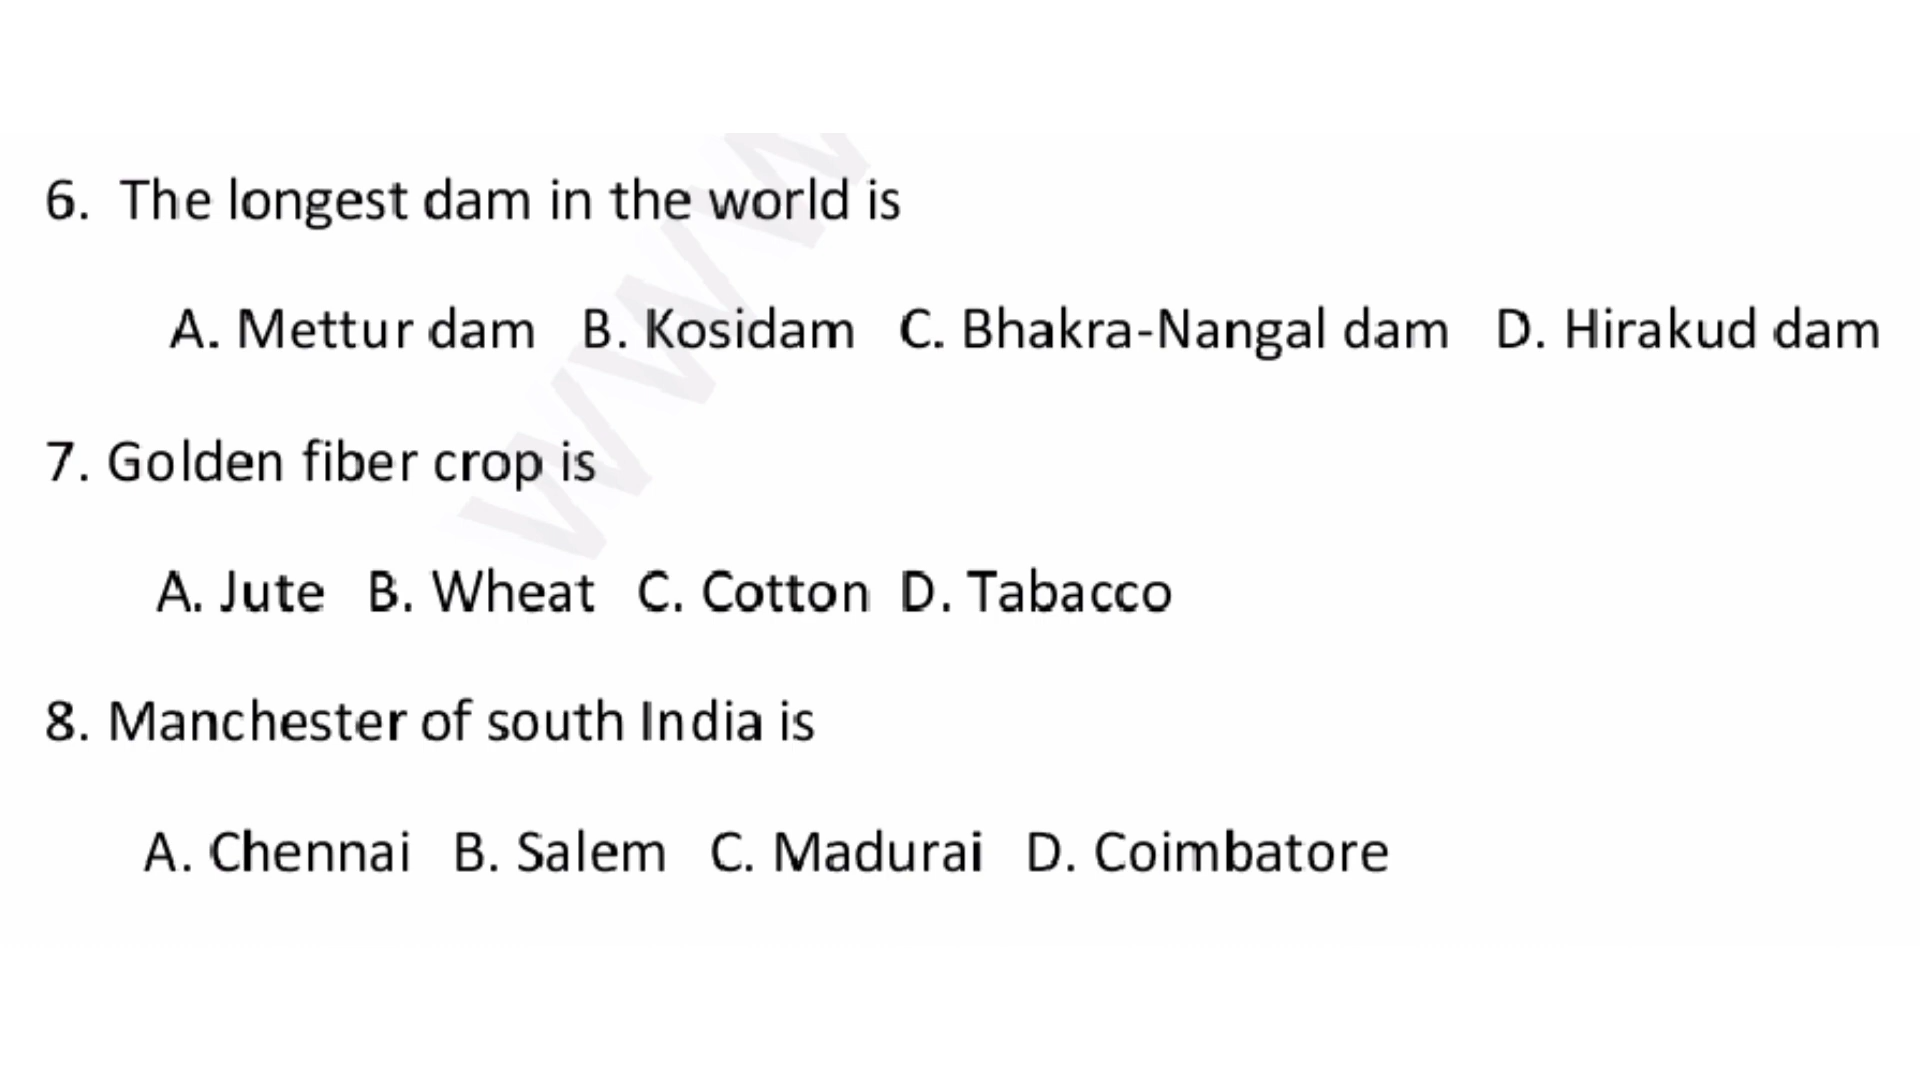 6. The longest dam in the world is
A. Mettur dam B. Kosidam C. Bhakra-Nangal dam D. Hirakud dam
7. Golden fiber crop is
A. Jute B. Wheat C. Cotton D. Tabacco
8. Manchester of south India is
A. Chennai B. Salem C. Madurai D. Coimbatore